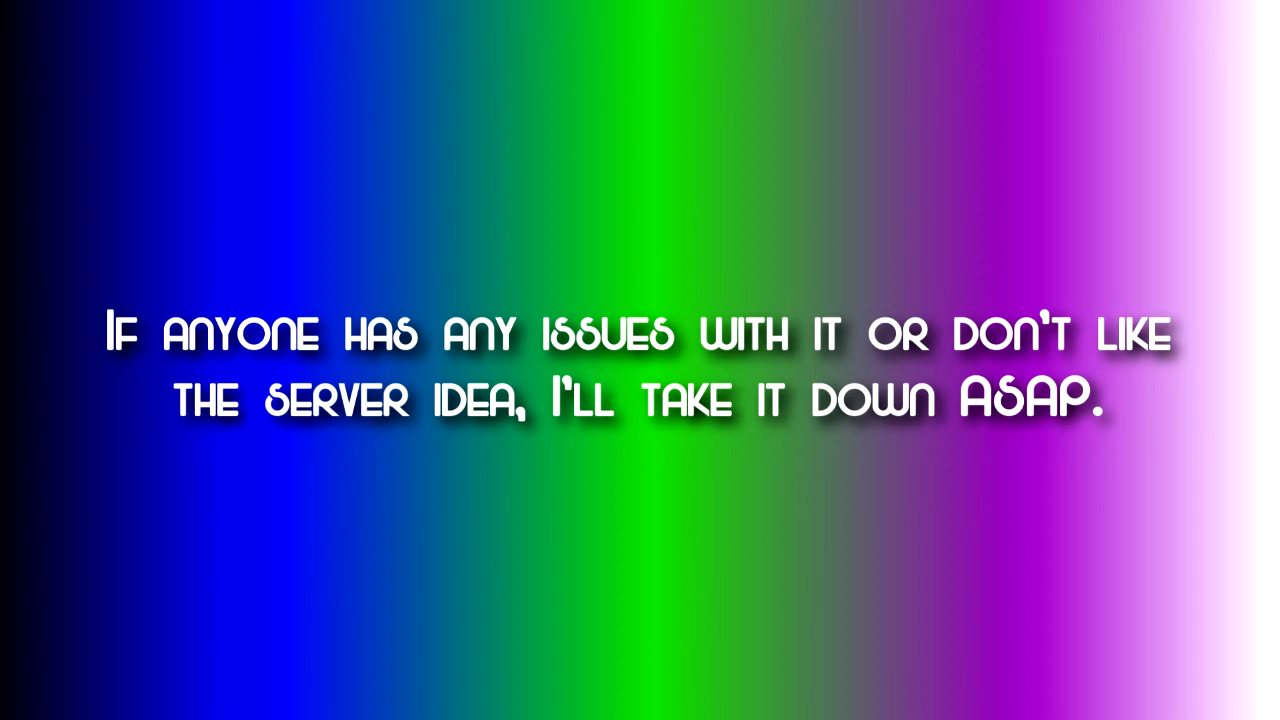 If anyone has any issues with it or don't like
the server idea, I'll take it down ASAP.